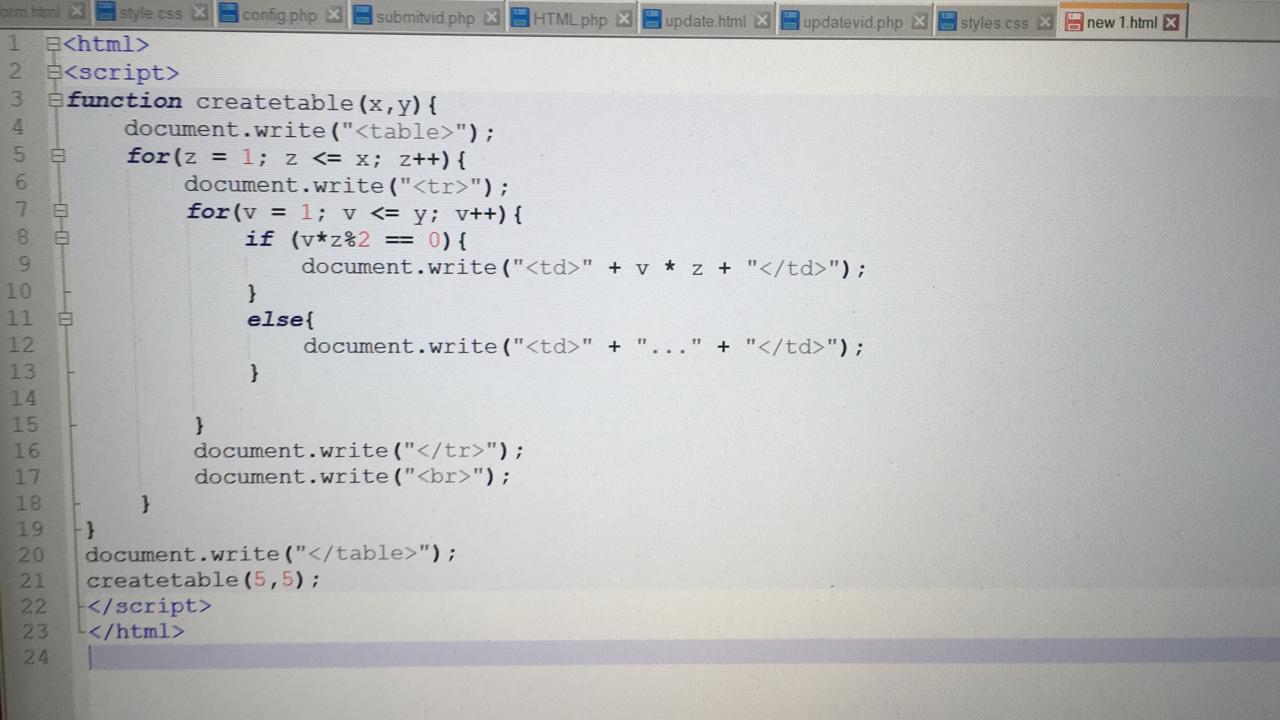 orm.html style.css config.php submitvid.php HTML.php update.html updatevid.php styles.css new 1.html
1 <html>
2 <script>
3 function createtable(x,y){
4 document.write("<table>");
5 for(z = 1; z <= x; z++){
6 document.write("<tr>");
7 for(v = 1; v <= y; v++){
8 if (v*z%2 == 0){
9 document.write("<td>" + v * z + "</td>");
10 }
11 else{
12 document.write("<td>" + "..." + "</td>");
13 }
14
15 }
16 document.write("</tr>");
17 document.write("<br>");
18 }
19 }
20 document.write("</table>");
21 createtable(5,5);
22 </script>
23 </html>
24